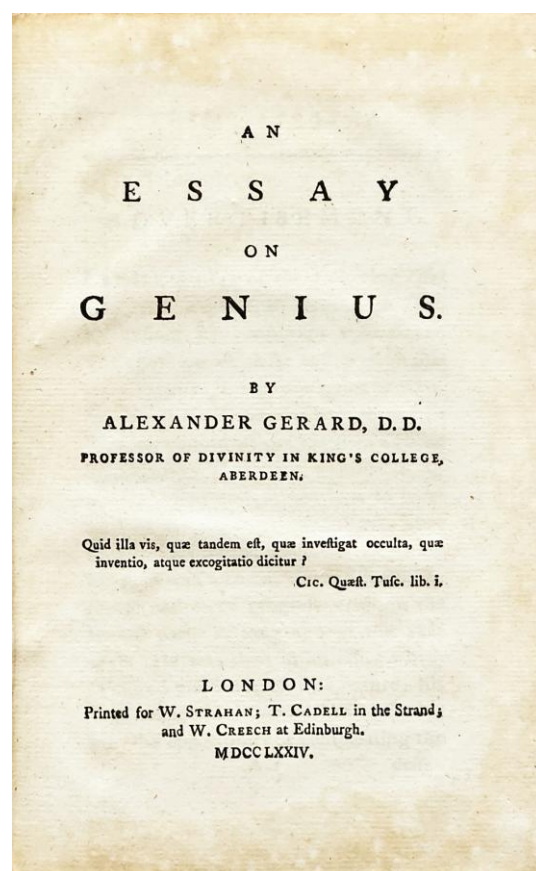 AN
ESSAY
ON
GENIUS.
BY
ALEXANDER GERARD, D.D.
PROFESSOR OF DIVINITY IN KING'S COLLEGE,
ABERDEEN.
Quid illa vis, quæ tandem eſt, quæ inveſtigat occulta, quæ
inventio, atque excogitatio dicitur?
CIC. Quæſt. Tuſc. lib. i.
LONDON:
Printed for W. STRAHAN; T. CADELL in the Strand;
and W. CREECH at Edinburgh.
MDCCLXXIV.